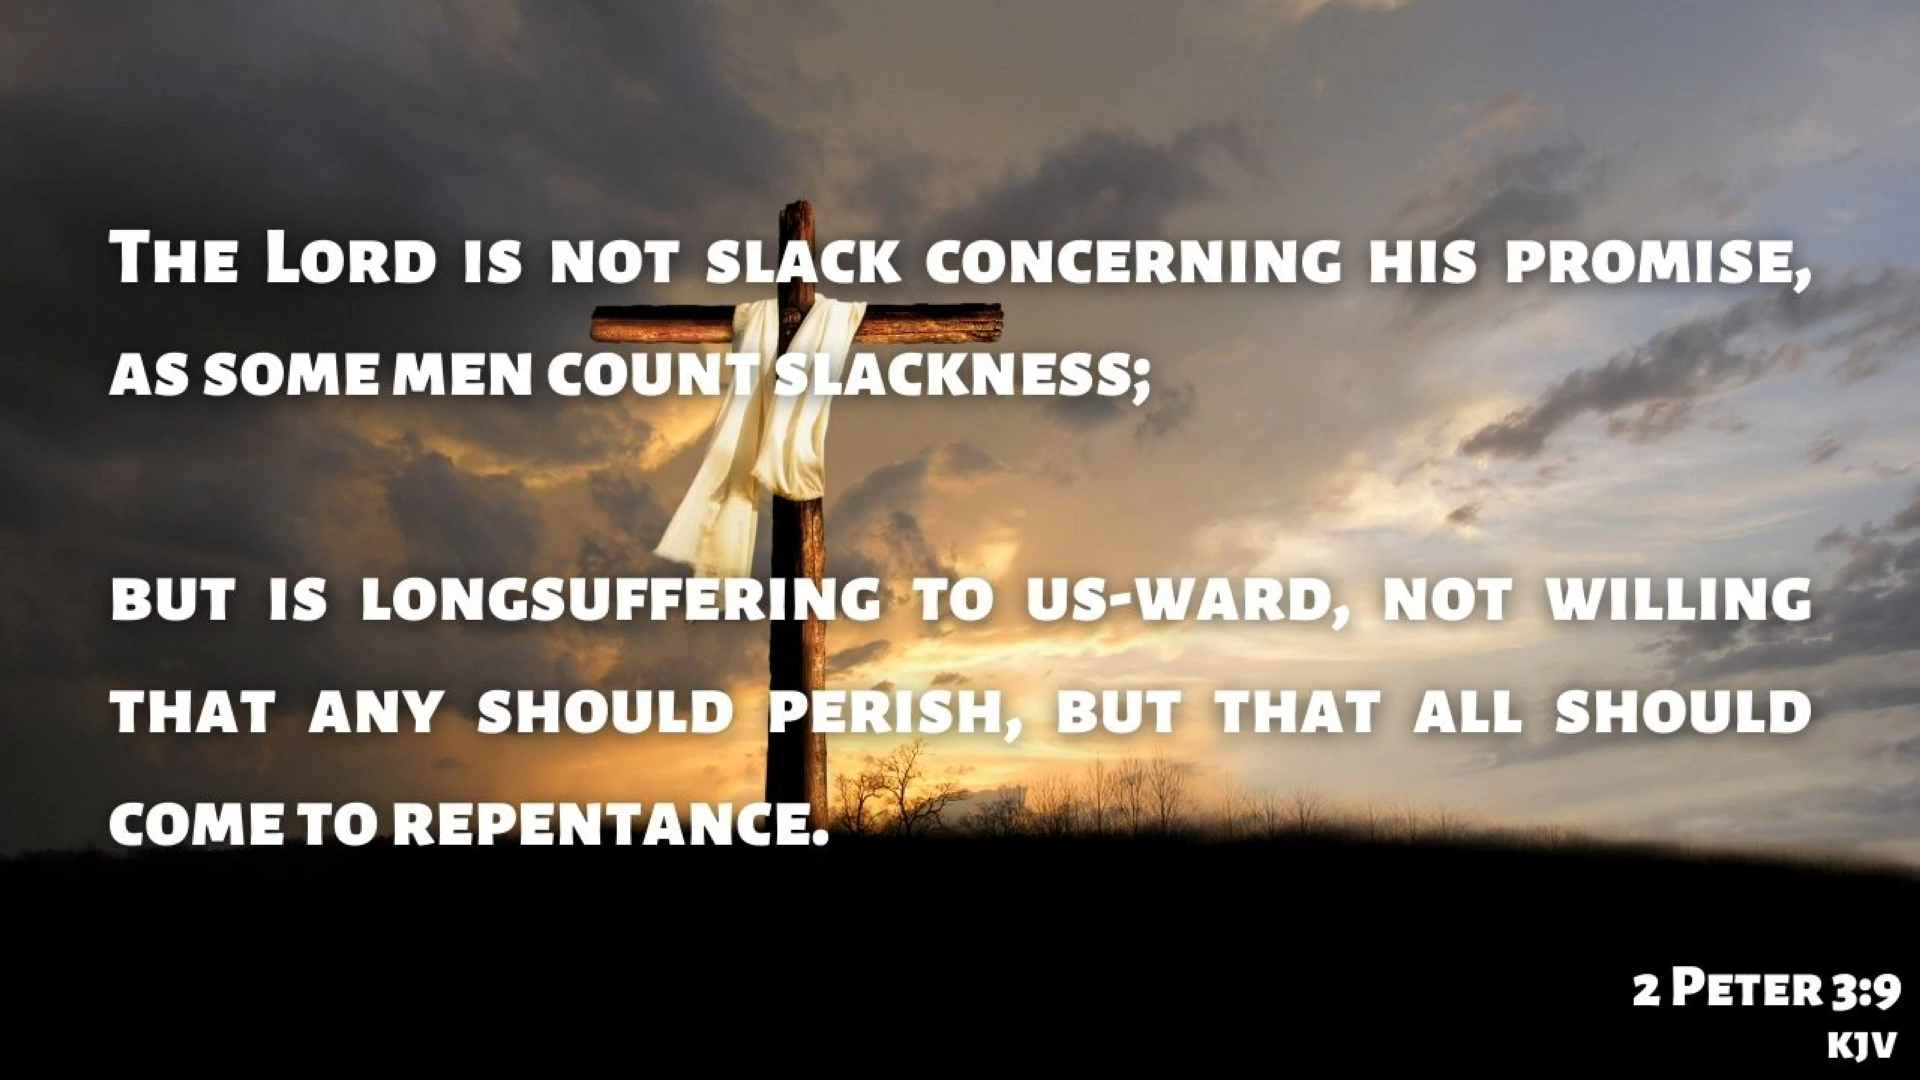 The Lord is not slack concerning his promise,
as some men count slackness;
but is longsuffering to us-ward, not willing
that any should perish, but that all should
come to repentance.
2 Peter 3:9
KJV